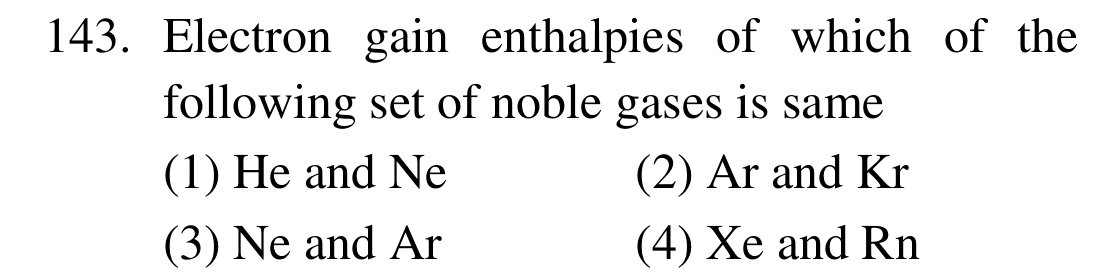 143. Electron gain enthalpies of which of the
following set of noble gases is same
(1) He and Ne (2) Ar and Kr
(3) Ne and Ar (4) Xe and Rn